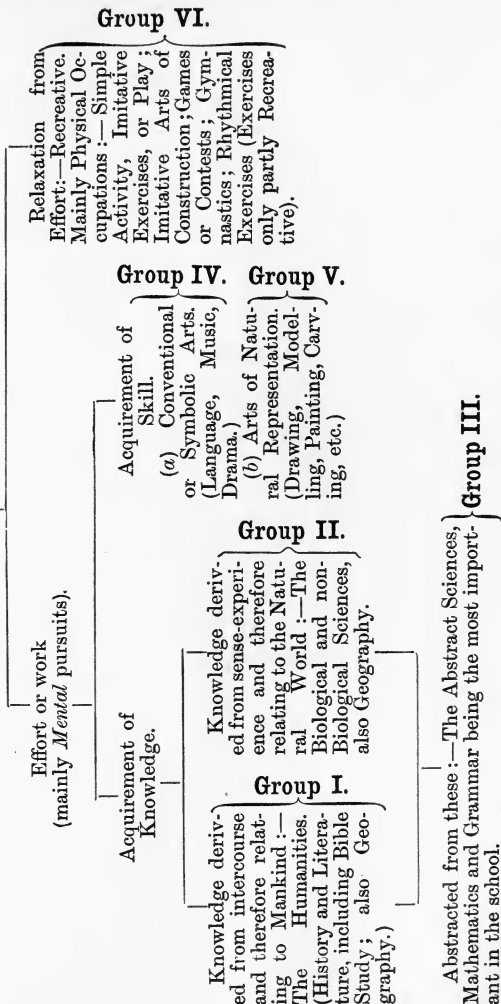 Effort or work
(mainly Mental pursuits).
Acquirement of
Knowledge.
Knowledge deriv-
ed from intercourse
and therefore relat-
ing to Mankind :—
The Humanities.
(History and Litera-
ture, including Bible
Study; also Geo-
graphy.)
Group I.
Knowledge deriv-
ed from sense-experi-
ence and therefore
relating to the Natu-
ral World :—The
Biological and non-
Biological Sciences,
also Geography.
Group II.
Abstracted from these :—The Abstract Sciences,
Mathematics and Grammar being the most import-
ant in the school.
Group III.
Acquirement of
Skill.
(a) Conventional
or Symbolic Arts.
(Language, Music,
Drama.)
Group IV.
(b) Arts of Natu-
ral Representation.
(Drawing, Model-
ling, Painting, Carv-
ing, etc.)
Group V.
Relaxation from
Effort:—Recreative.
Mainly Physical Oc-
cupations :— Simple
Activity, Imitative
Exercises, or Play ;
Imitative Arts of
Construction ; Games
or Contests ; Gym-
nastics ; Rhythmical
Exercises (Exercises
only partly Recrea-
tive).
Group VI.